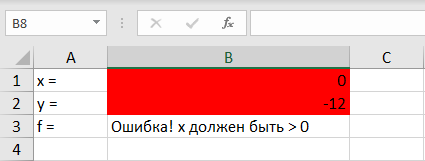 B8 fx
A B C
1 x = 0
2 y = -12
3 f = Ошибка! x должен быть > 0
4